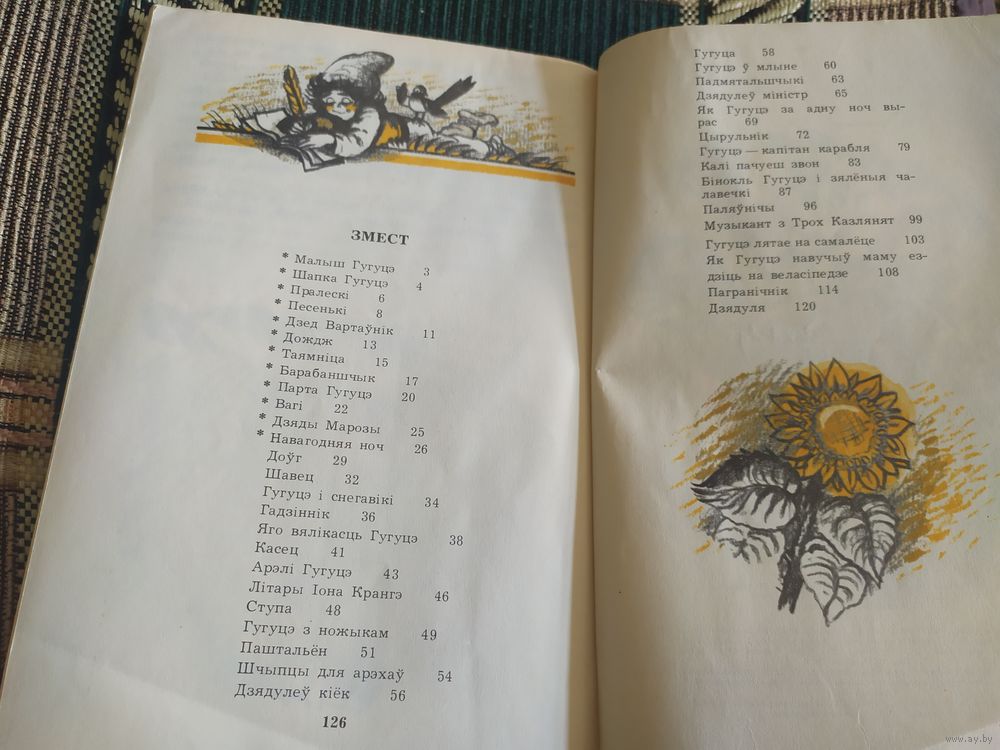 ЗМЕСТ
* Малыш Гугуцэ 3
* Шапка Гугуцэ 4
* Пралескі 6
* Песенькі 8
* Дзед Вартаўнік 11
* Дождж 13
* Таямніца 15
* Барабаншчык 17
* Парта Гугуцэ 20
* Вагі 22
* Дзяды Марозы 25
* Навагодняя ноч 26
Доўг 29
Шавец 32
Гугуцэ і снегавікі 34
Гадзіннік 36
Яго вялікасць Гугуцэ 38
Касец 41
Арэлі Гугуцэ 43
Літары Іона Крангэ 46
Ступа 48
Гугуцэ з ножыкам 49
Паштальён 51
Шчыпцы для арэхаў 54
Дзядулеў кіёк 56
126
Гугуца 58
Гугуцэ ў млыне 60
Падмятальшчыкі 63
Дзядулеў міністр 65
Як Гугуцэ за адну ноч вы-
рас 69
Цырульнік 72
Гугуцэ — капітан карабля 79
Калі пачуеш звон 83
Бінокль Гугуцэ і зялёныя ча-
лавечкі 87
Паляўнічы 96
Музыкант з Трох Казлянят 99
Гугуцэ лятае на самалёце 103
Як Гугуцэ навучыў маму ез-
дзіць на веласіпедзе 108
Пагранічнік 114
Дзядуля 120
www.ay.by